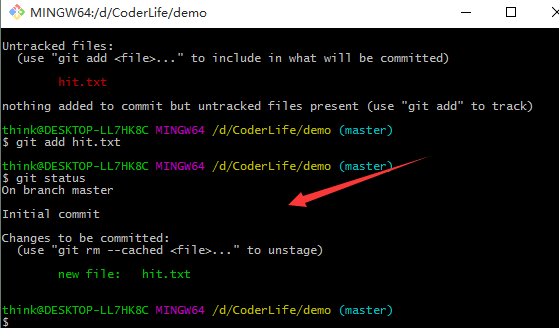 MINGW64:/d/CoderLife/demo
Untracked files:
(use "git add <file>..." to include in what will be committed)
hit.txt
nothing added to commit but untracked files present (use "git add" to track)
think@DESKTOP-LL7HK8C MINGW64 /d/CoderLife/demo (master)
$ git add hit.txt
think@DESKTOP-LL7HK8C MINGW64 /d/CoderLife/demo (master)
$ git status
On branch master
Initial commit
Changes to be committed:
(use "git rm --cached <file>..." to unstage)
new file:   hit.txt
think@DESKTOP-LL7HK8C MINGW64 /d/CoderLife/demo (master)
$